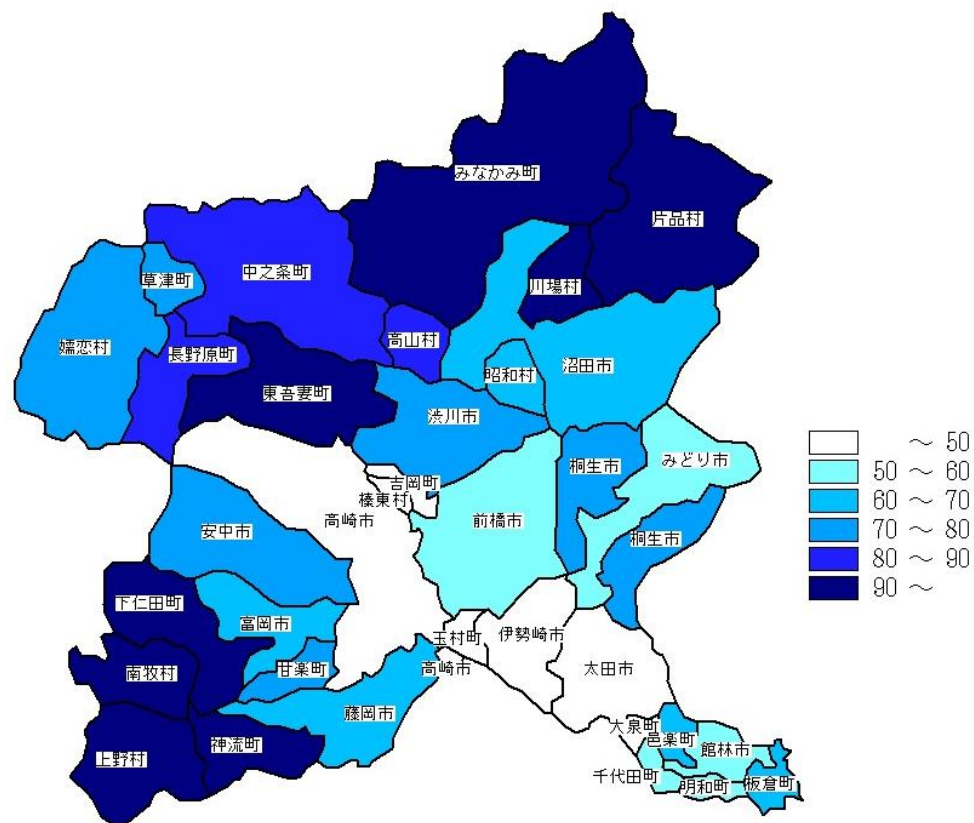 みなかみ町
片品村
中之条町
草津町
川場村
高山村
嬬恋村
長野原町
昭和村
沼田市
東吾妻町
渋川市
みどり市
桐生市
吉岡町
榛東村
高崎市
前橋市
安中市
桐生市
下仁田町
富岡市
玉村町
伊勢崎市
高崎市
太田市
甘楽町
南牧村
藤岡市
神流町
上野村
大泉町
邑楽町
館林市
千代田町
明和町
板倉町
～ 50
50 ～ 60
60 ～ 70
70 ～ 80
80 ～ 90
90 ～